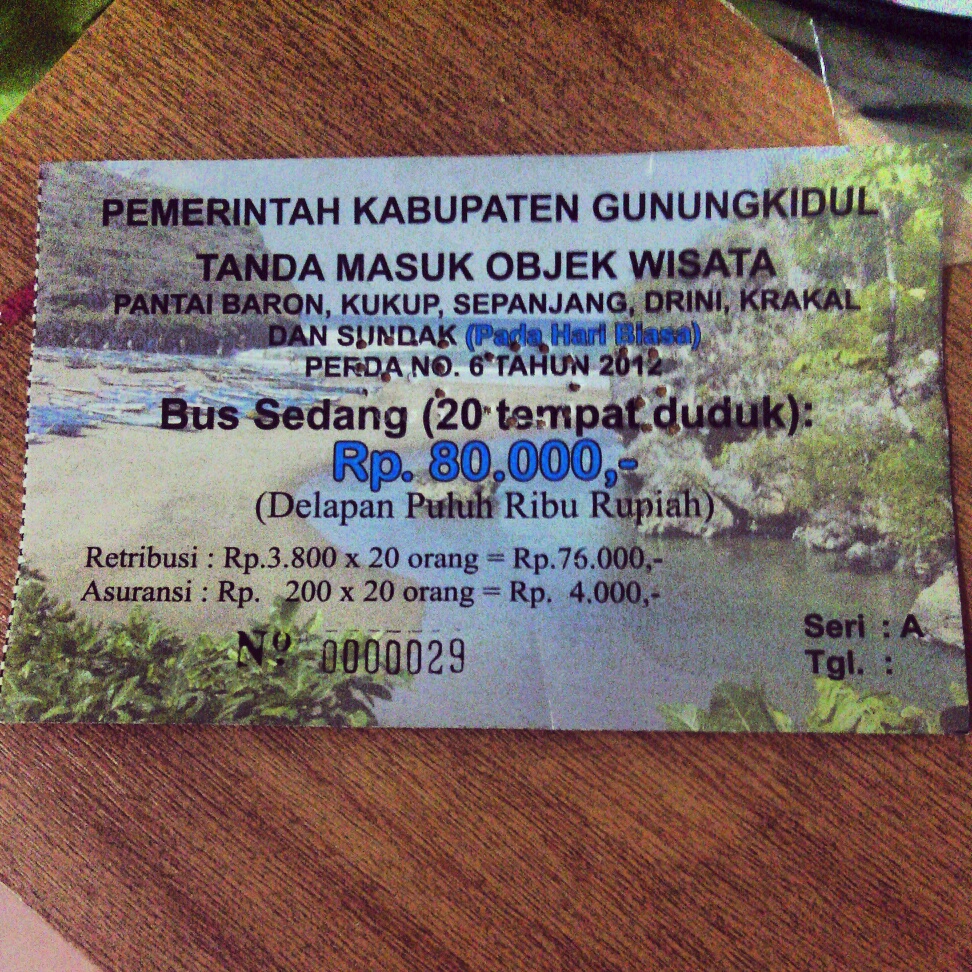 PEMERINTAH KABUPATEN GUNUNGKIDUL
TANDA MASUK OBJEK WISATA
PANTAI BARON, KUKUP, SEPANJANG, DRINI, KRAKAL
DAN SUNDAK (Pada Hari Biasa)
PERDA NO. 6 TAHUN 2012
Bus Sedang (20 tempat duduk):
Rp. 80.000,-
(Delapan Puluh Ribu Rupiah)
Retribusi : Rp.3.800 x 20 orang = Rp.76.000,-
Asuransi : Rp. 200 x 20 orang = Rp. 4.000,-
Nº 0000029
Seri : A
Tgl. :